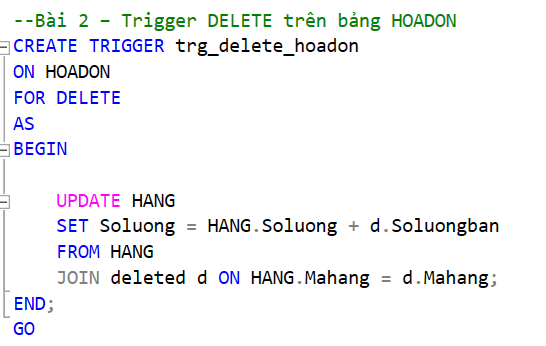 --Bài 2 – Trigger DELETE trên bảng HOADON
CREATE TRIGGER trg_delete_hoadon
ON HOADON
FOR DELETE
AS
BEGIN
UPDATE HANG
SET Soluong = HANG.Soluong + d.Soluongban
FROM HANG
JOIN deleted d ON HANG.Mahang = d.Mahang;
END;
GO